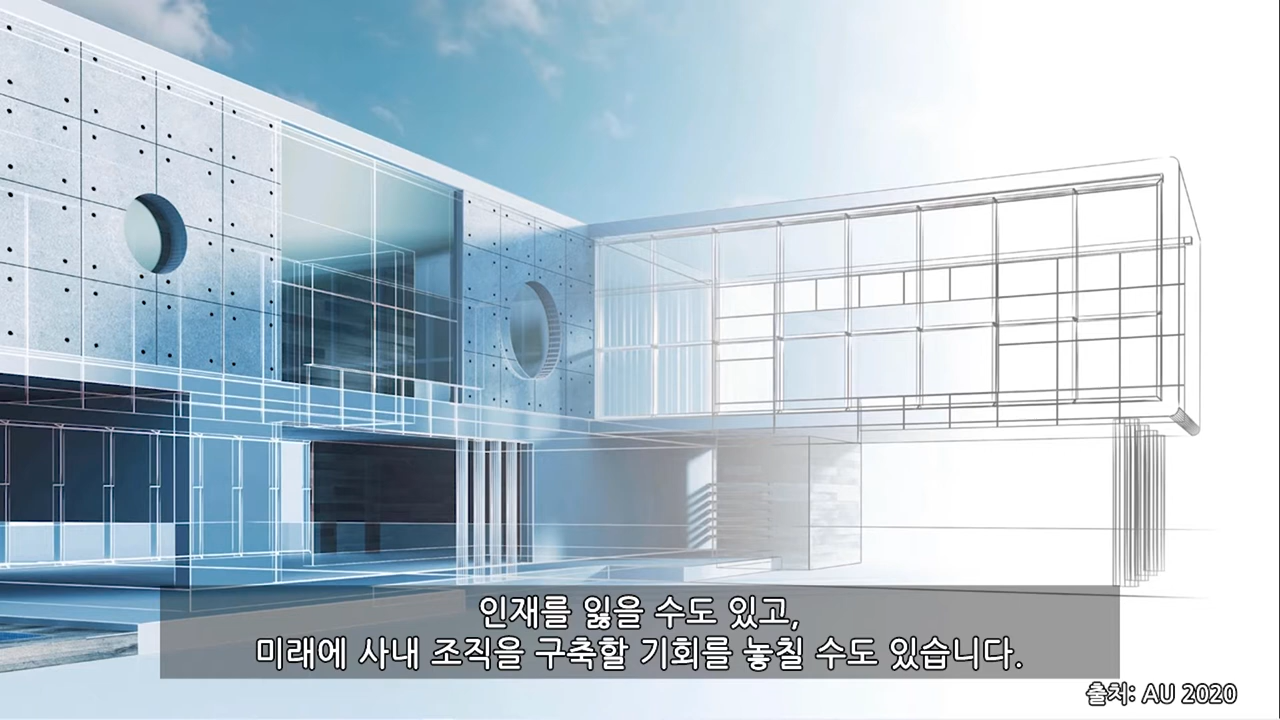 인재를 잃을 수도 있고,
미래에 사내 조직을 구축할 기회를 놓칠 수도 있습니다.
출처: AU 2020